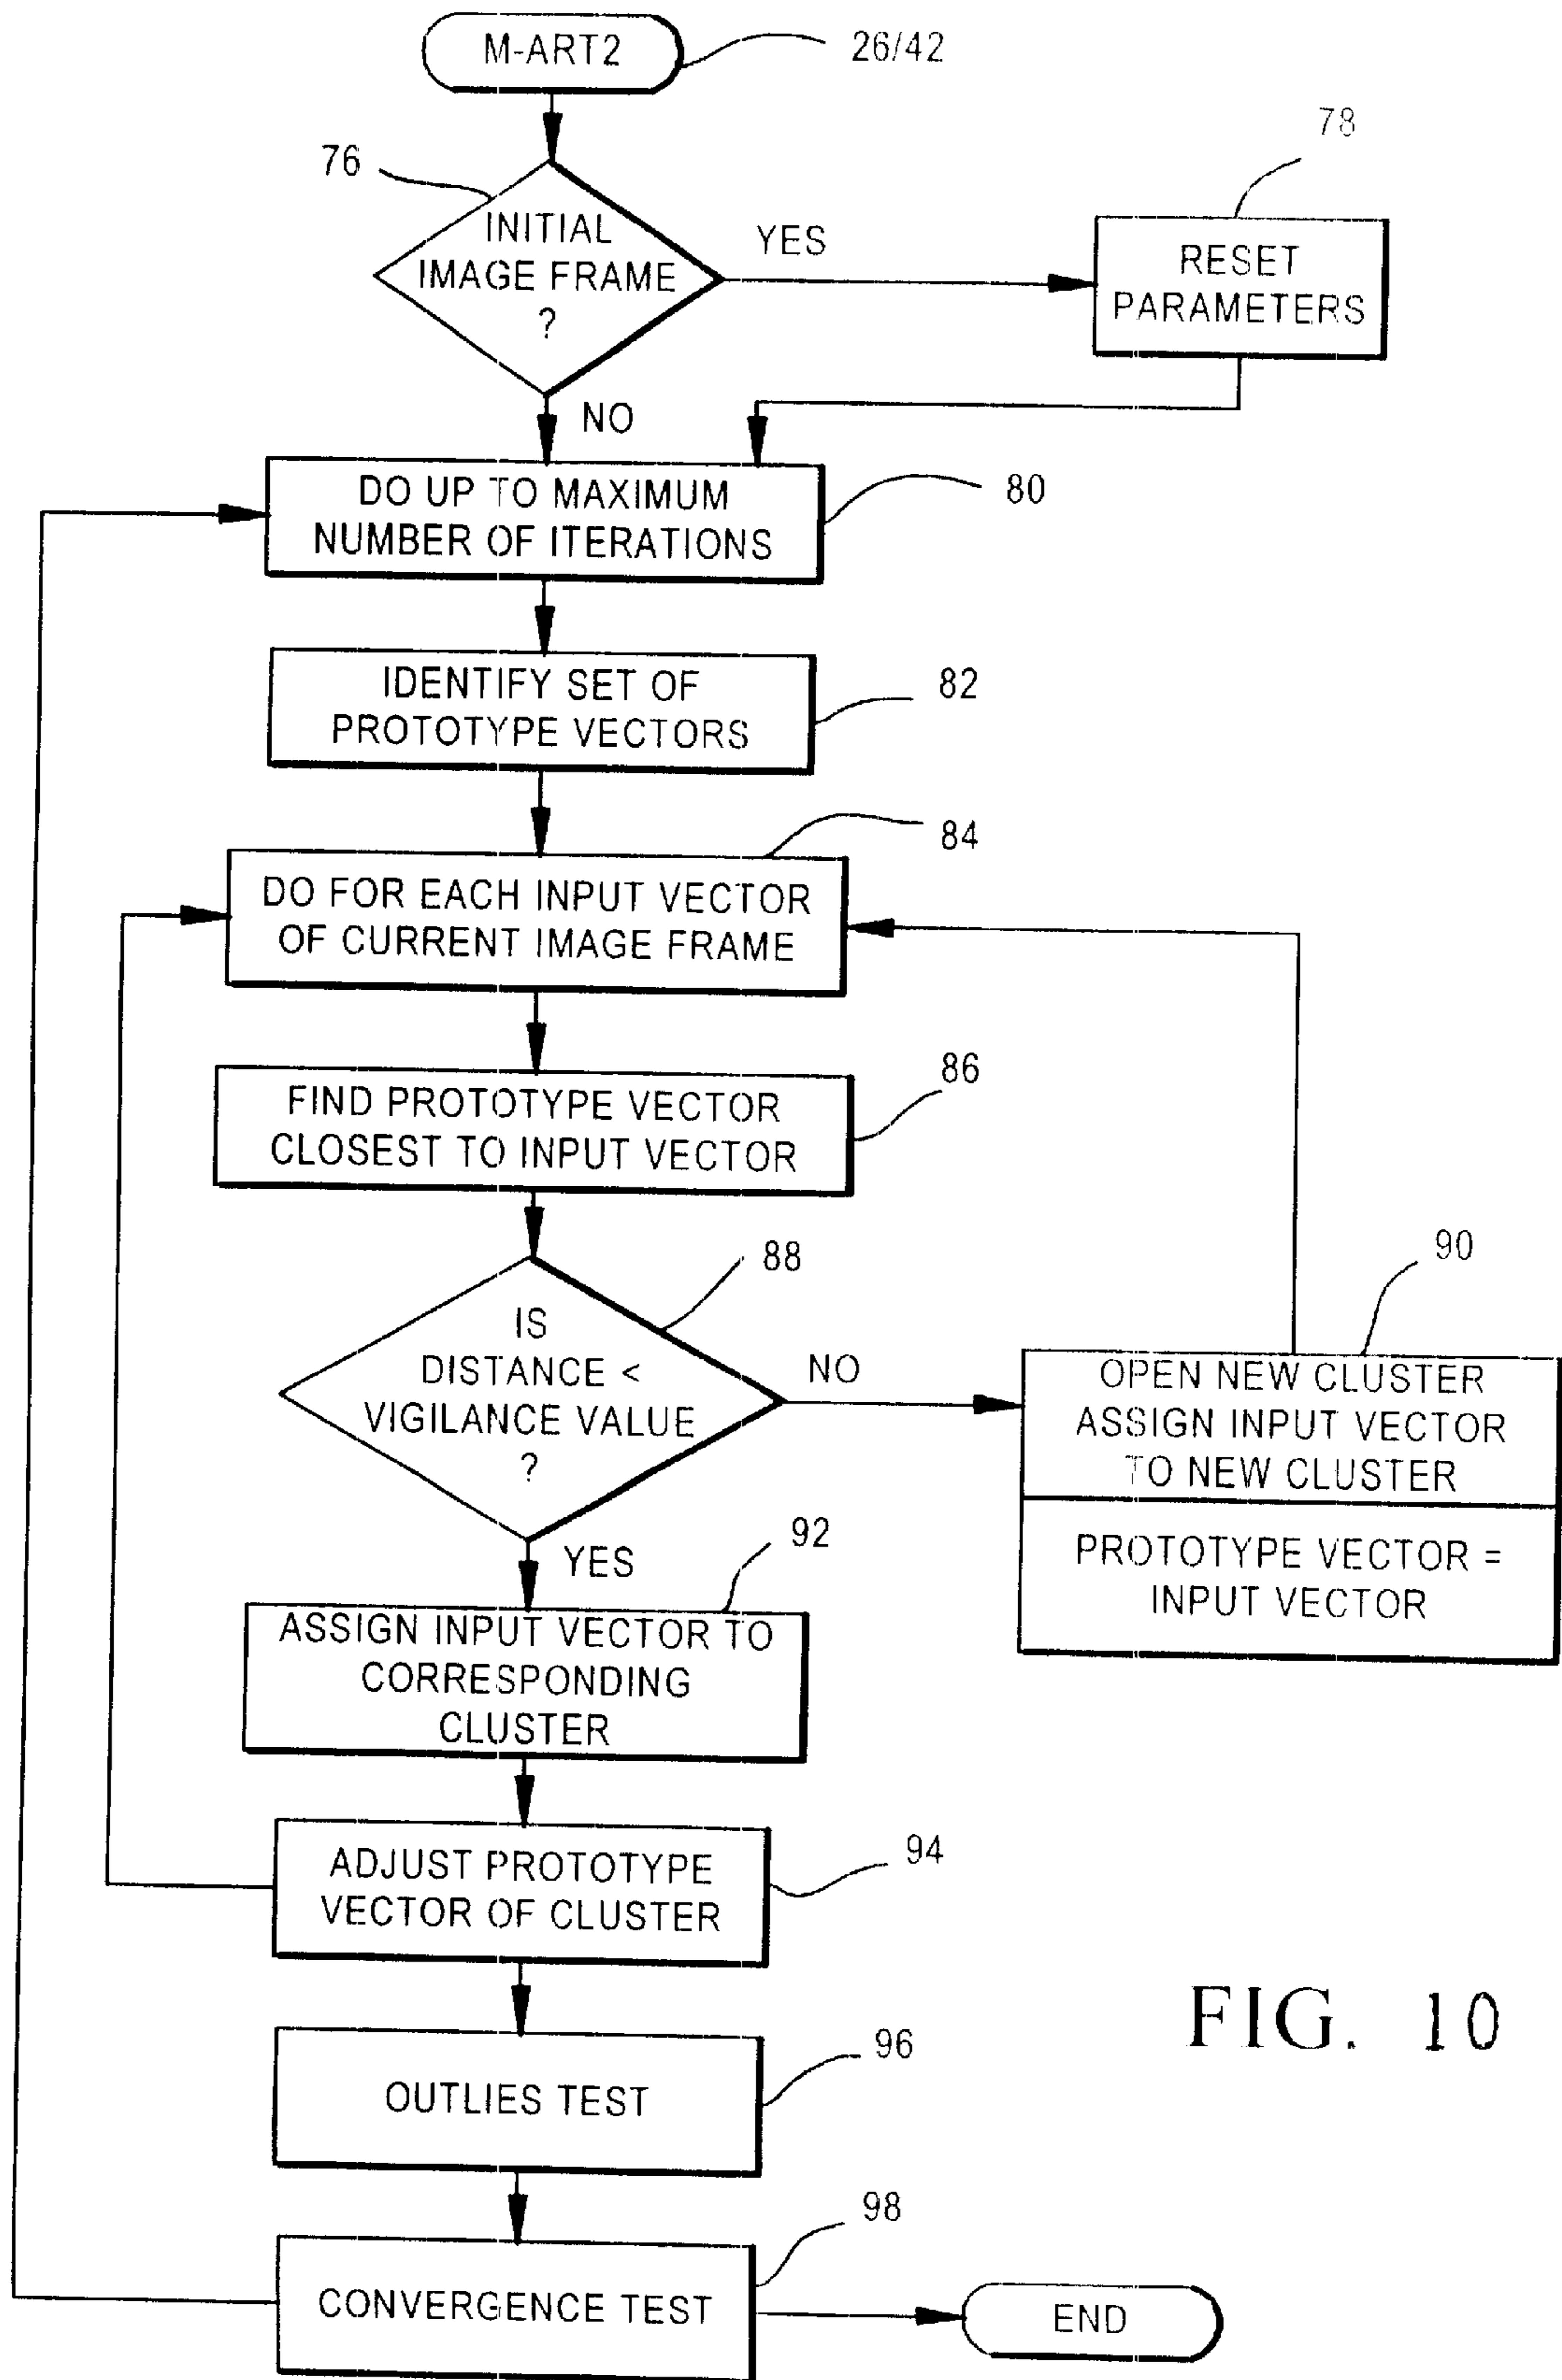 M-ART2
26/42
76
INITIAL
IMAGE FRAME
?
YES
78
RESET
PARAMETERS
NO
DO UP TO MAXIMUM
NUMBER OF ITERATIONS
80
IDENTIFY SET OF
PROTOTYPE VECTORS
82
84
DO FOR EACH INPUT VECTOR
OF CURRENT IMAGE FRAME
86
FIND PROTOTYPE VECTOR
CLOSEST TO INPUT VECTOR
88
IS
DISTANCE <
VIGILANCE VALUE
?
NO
90
OPEN NEW CLUSTER
ASSIGN INPUT VECTOR
TO NEW CLUSTER
PROTOTYPE VECTOR =
INPUT VECTOR
YES
92
ASSIGN INPUT VECTOR TO
CORRESPONDING
CLUSTER
94
ADJUST PROTOTYPE
VECTOR OF CLUSTER
96
OUTLIES TEST
98
CONVERGENCE TEST
END
FIG. 10